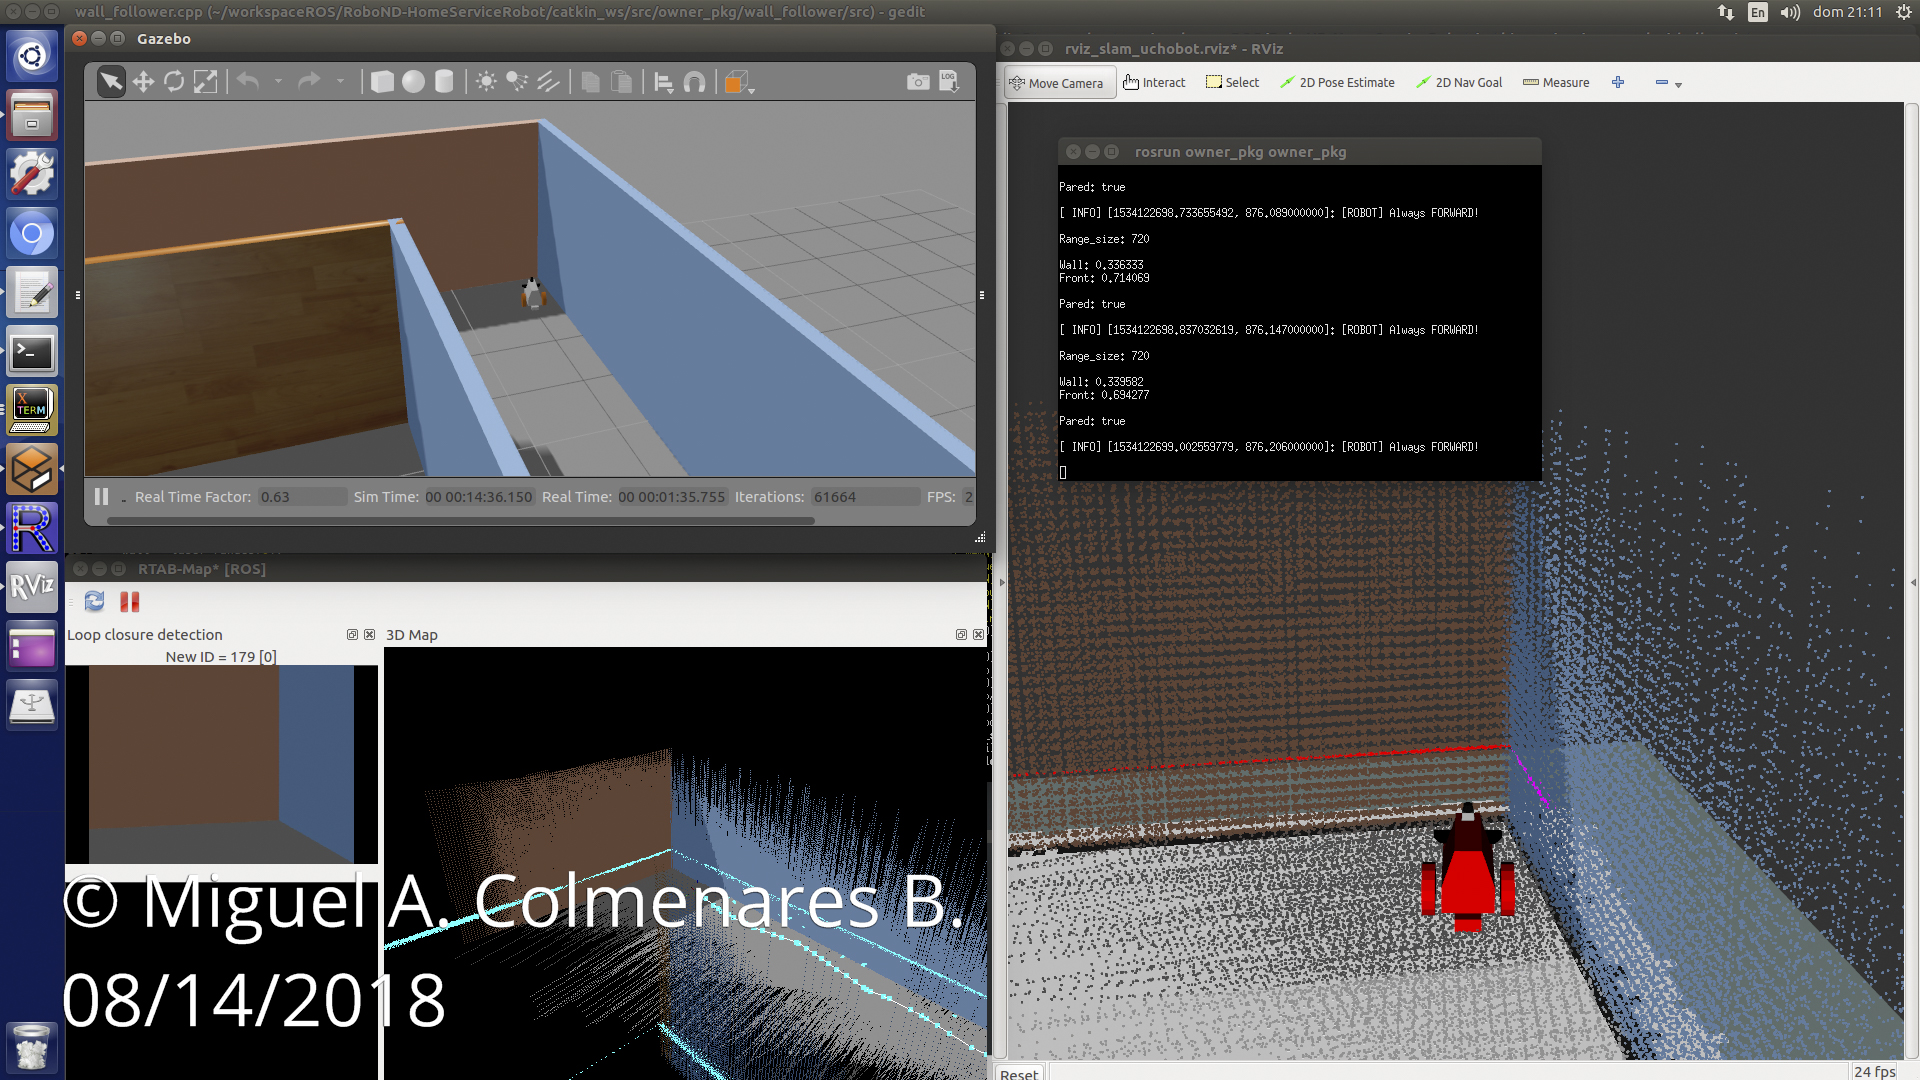 wall_follower.cpp (~/workspaceROS/RoboND-HomeServiceRobot/catkin_ws/src/owner_pkg/wall_follower/src) - gedit
En
dom 21:11
Gazebo
LOG
Real Time Factor: 0.63 Sim Time: 00 00:14:36.150 Real Time: 00 00:01:35.755 Iterations: 61664 FPS: 2
rviz_slam_uchobot.rviz* - RViz
Move Camera Interact Select 2D Pose Estimate 2D Nav Goal Measure
rosrun owner_pkg owner_pkg
Pared: true
[ INFO] [1534122698.733655492, 876.089000000]: [ROBOT] Always FORWARD!
Range_size: 720
Wall: 0.336333
Front: 0.714069
Pared: true
[ INFO] [1534122698.837032619, 876.147000000]: [ROBOT] Always FORWARD!
Range_size: 720
Wall: 0.339582
Front: 0.694277
Pared: true
[ INFO] [1534122699.002559779, 876.206000000]: [ROBOT] Always FORWARD!
X
TERM
R
RViz
RTAB-Map* [ROS]
Loop closure detection
New ID = 179 [0]
3D Map
© Miguel A. Colmenares B.
08/14/2018
Reset
24 fps